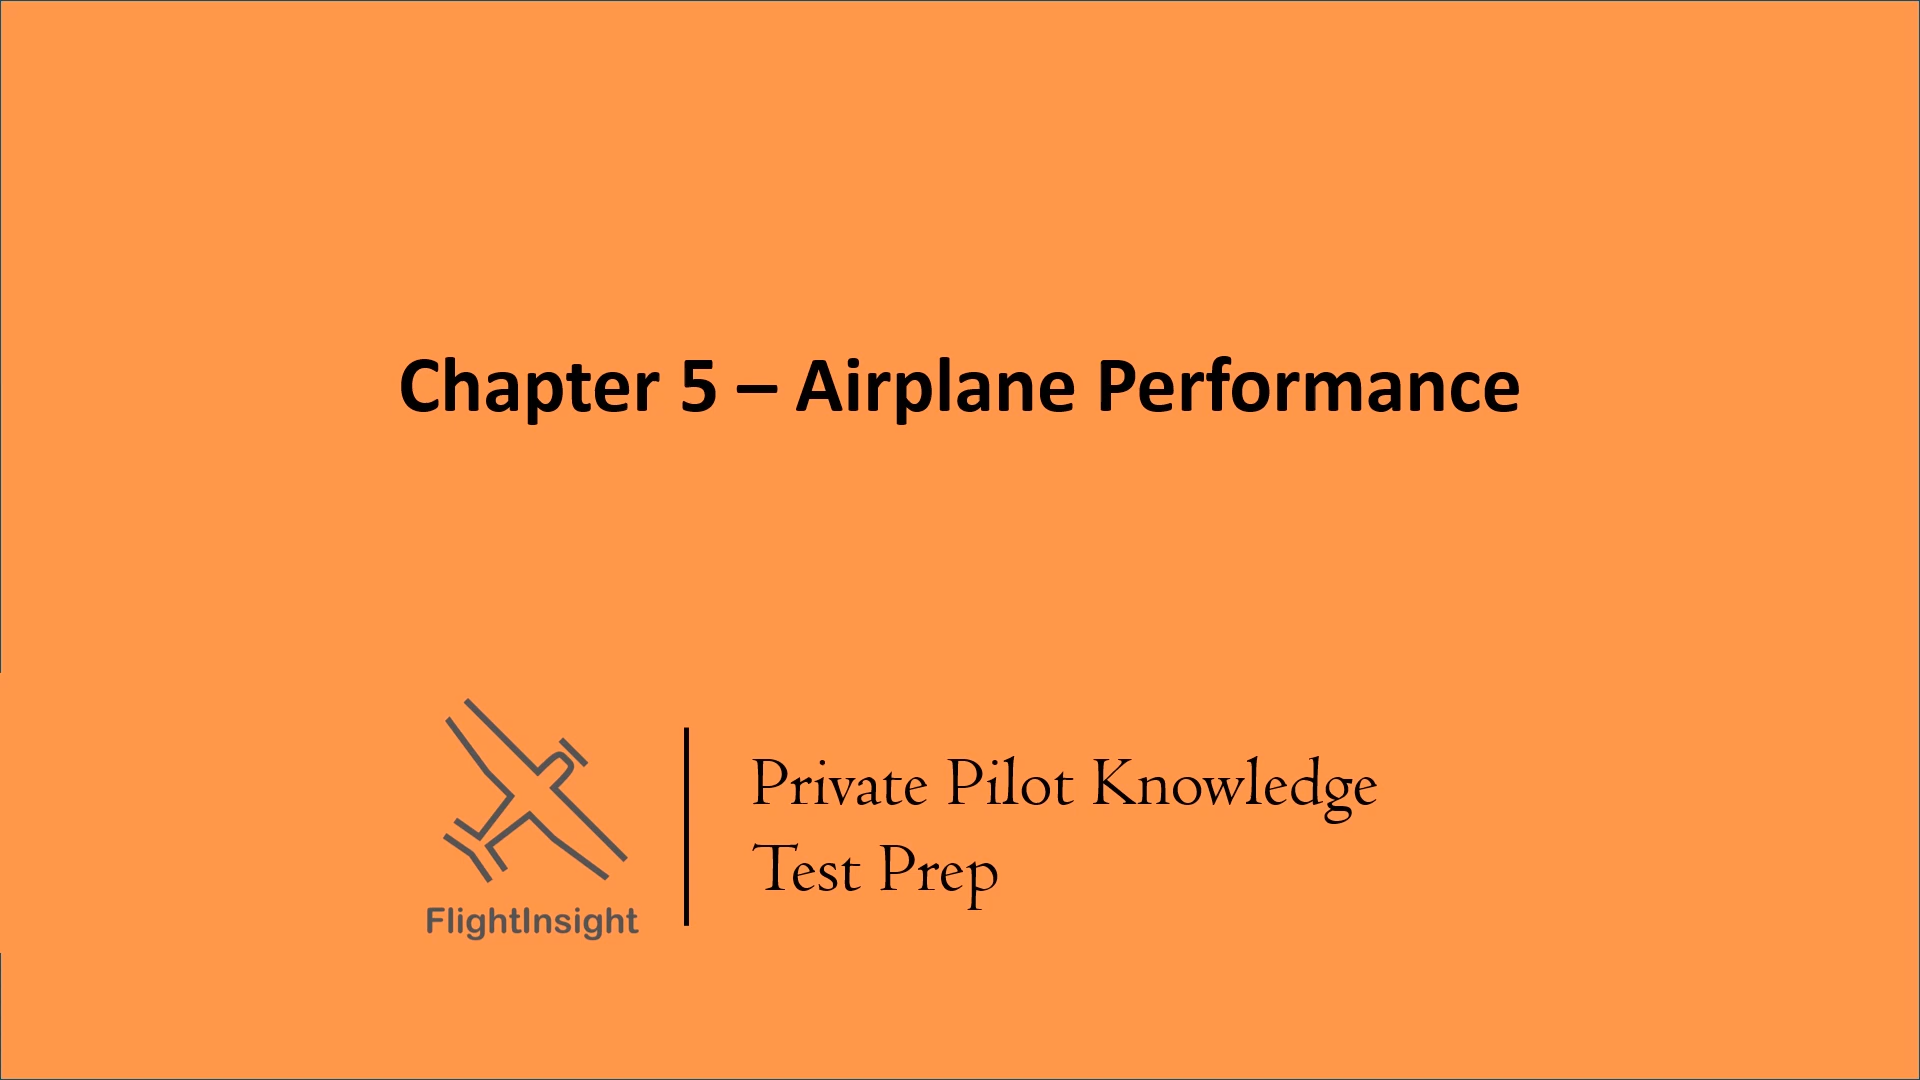 Chapter 5 – Airplane Performance
Private Pilot Knowledge
Test Prep
FlightInsight